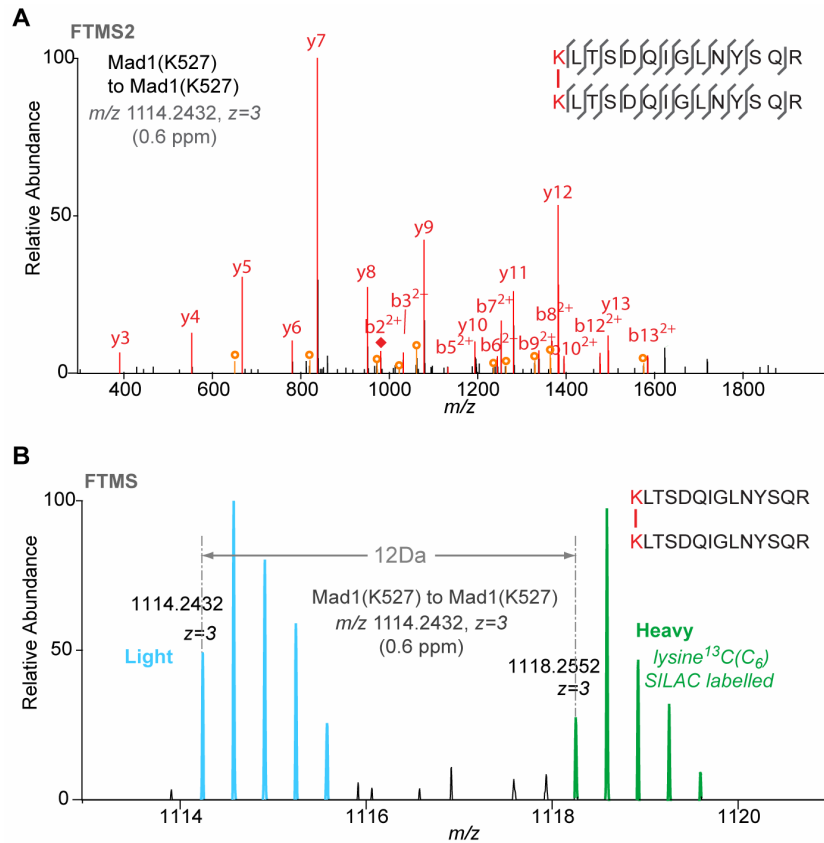 A
FTMS2
Mad1(K527)
to Mad1(K527)
m/z 1114.2432, z=3
(0.6 ppm)
KLTSDQIGLNYSQR
KLTSDQIGLNYSQR
Relative Abundance
100
50
0
y3
y4
y5
y6
y7
y8
b2²⁺
b3²⁺
y9
b5²⁺
y10
b6²⁺
b7²⁺
y11
b9²⁺
b8²⁺
y12
b10²⁺
b12²⁺
y13
b13²⁺
400 600 800 1000 1200 1400 1600 1800
m/z
B
FTMS
KLTSDQIGLNYSQR
KLTSDQIGLNYSQR
Relative Abundance
100
50
0
12Da
1114.2432
z=3
Light
Mad1(K527) to Mad1(K527)
m/z 1114.2432, z=3
(0.6 ppm)
1118.2552
z=3
Heavy
lysine¹³C(C₆)
SILAC labelled
1114 1116 1118 1120
m/z